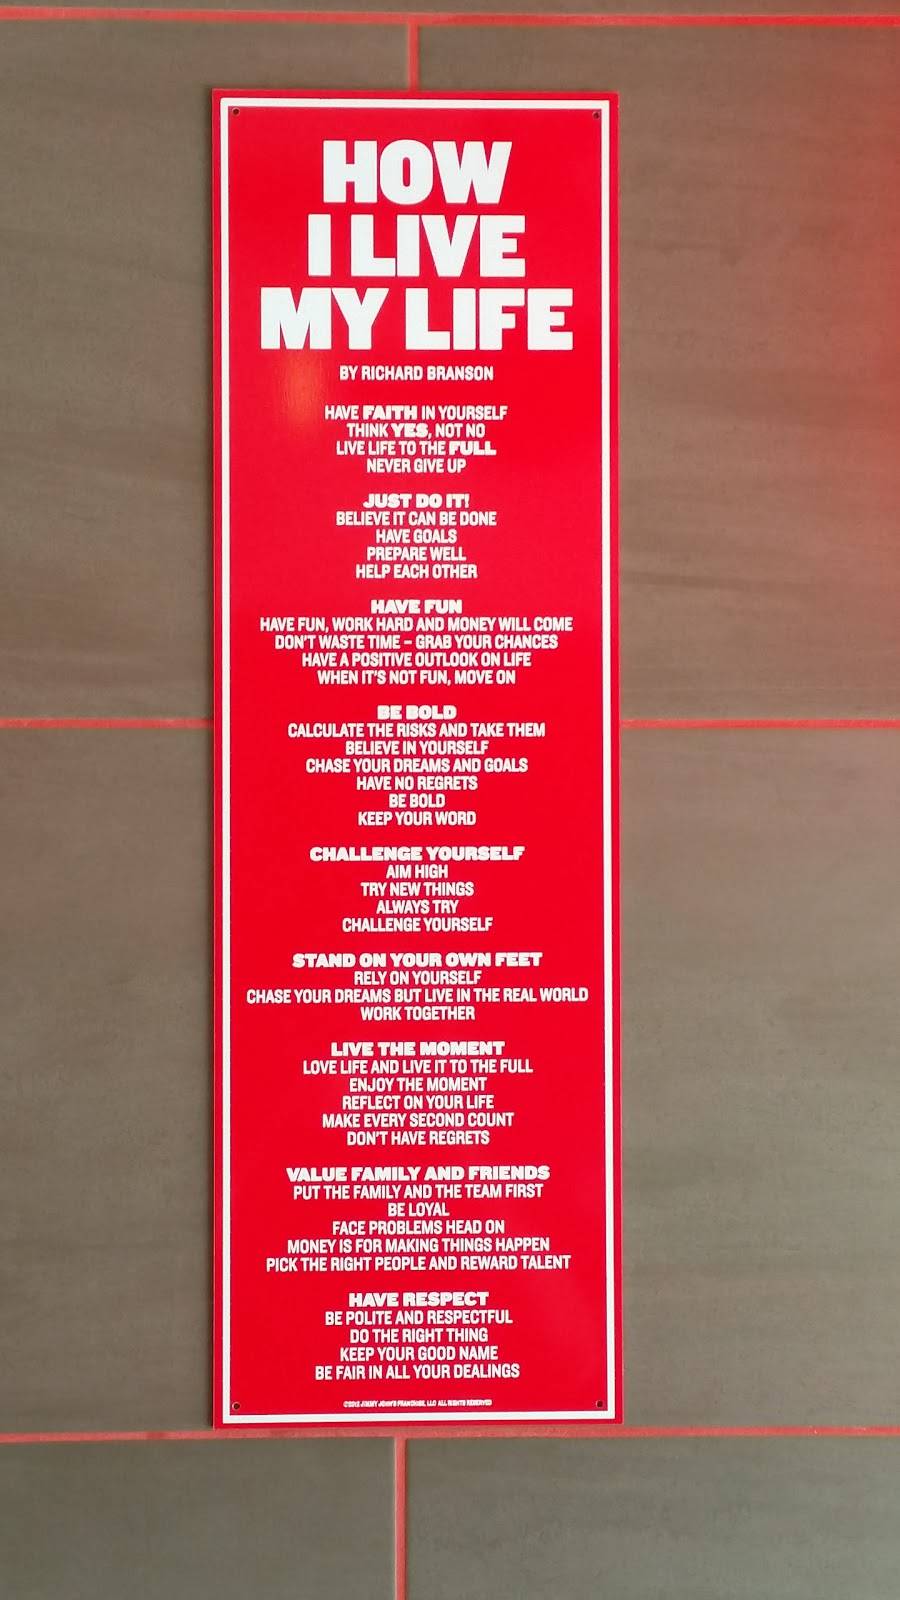 HOW
I LIVE
MY LIFE
BY RICHARD BRANSON
HAVE FAITH IN YOURSELF
THINK YES, NOT NO
LIVE LIFE TO THE FULL
NEVER GIVE UP
JUST DO IT!
BELIEVE IT CAN BE DONE
HAVE GOALS
PREPARE WELL
HELP EACH OTHER
HAVE FUN
HAVE FUN, WORK HARD AND MONEY WILL COME
DON'T WASTE TIME – GRAB YOUR CHANCES
HAVE A POSITIVE OUTLOOK ON LIFE
WHEN IT'S NOT FUN, MOVE ON
BE BOLD
CALCULATE THE RISKS AND TAKE THEM
BELIEVE IN YOURSELF
CHASE YOUR DREAMS AND GOALS
HAVE NO REGRETS
BE BOLD
KEEP YOUR WORD
CHALLENGE YOURSELF
AIM HIGH
TRY NEW THINGS
ALWAYS TRY
CHALLENGE YOURSELF
STAND ON YOUR OWN FEET
RELY ON YOURSELF
CHASE YOUR DREAMS BUT LIVE IN THE REAL WORLD
WORK TOGETHER
LIVE THE MOMENT
LOVE LIFE AND LIVE IT TO THE FULL
ENJOY THE MOMENT
REFLECT ON YOUR LIFE
MAKE EVERY SECOND COUNT
DON'T HAVE REGRETS
VALUE FAMILY AND FRIENDS
PUT THE FAMILY AND THE TEAM FIRST
BE LOYAL
FACE PROBLEMS HEAD ON
MONEY IS FOR MAKING THINGS HAPPEN
PICK THE RIGHT PEOPLE AND REWARD TALENT
HAVE RESPECT
BE POLITE AND RESPECTFUL
DO THE RIGHT THING
KEEP YOUR GOOD NAME
BE FAIR IN ALL YOUR DEALINGS
JIMMY JOHN'S FRANCHISE, LLC ALL RIGHTS RESERVED